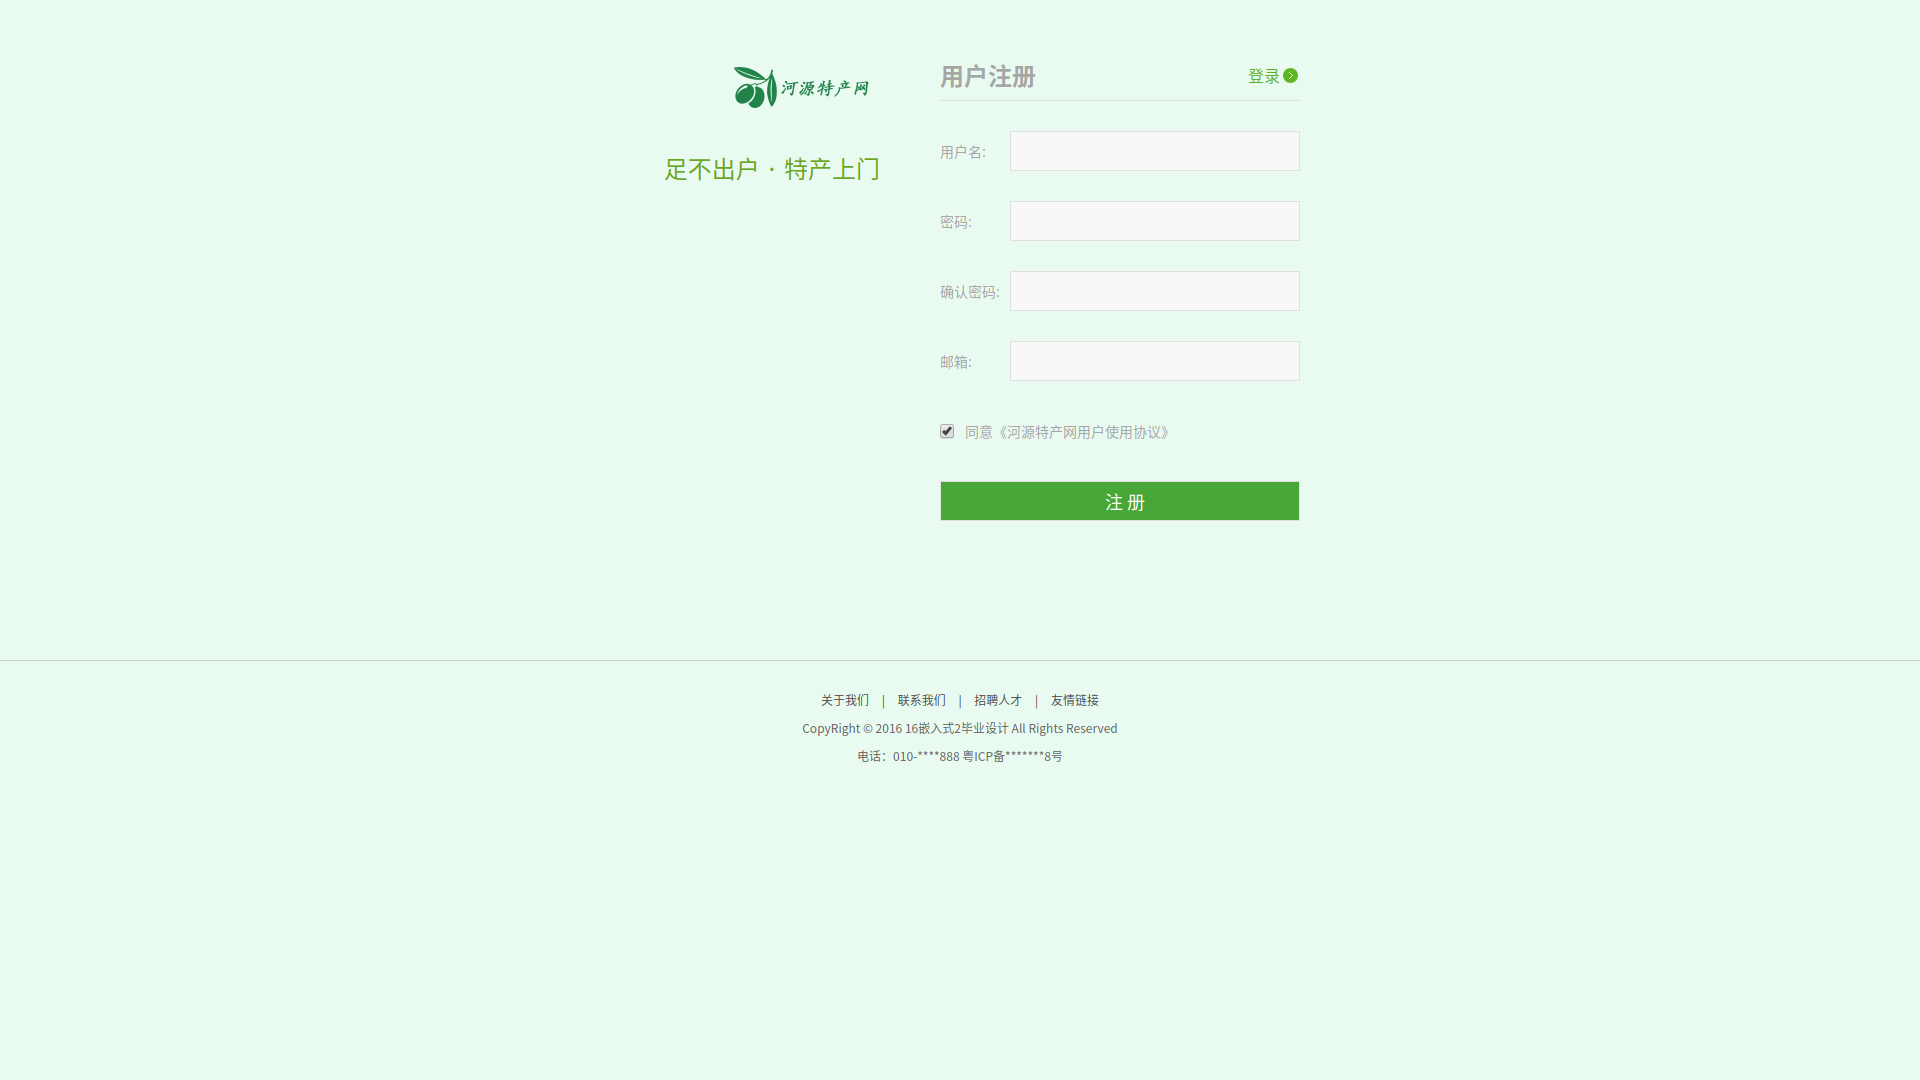 河源特产网
足不出户 · 特产上门
用户注册
登录
用户名:
密码:
确认密码:
邮箱:
同意《河源特产网用户使用协议》
注 册
关于我们 | 联系我们 | 招聘人才 | 友情链接
CopyRight © 2016 16嵌入式2毕业设计 All Rights Reserved
电话：010-****888 粤ICP备*******8号